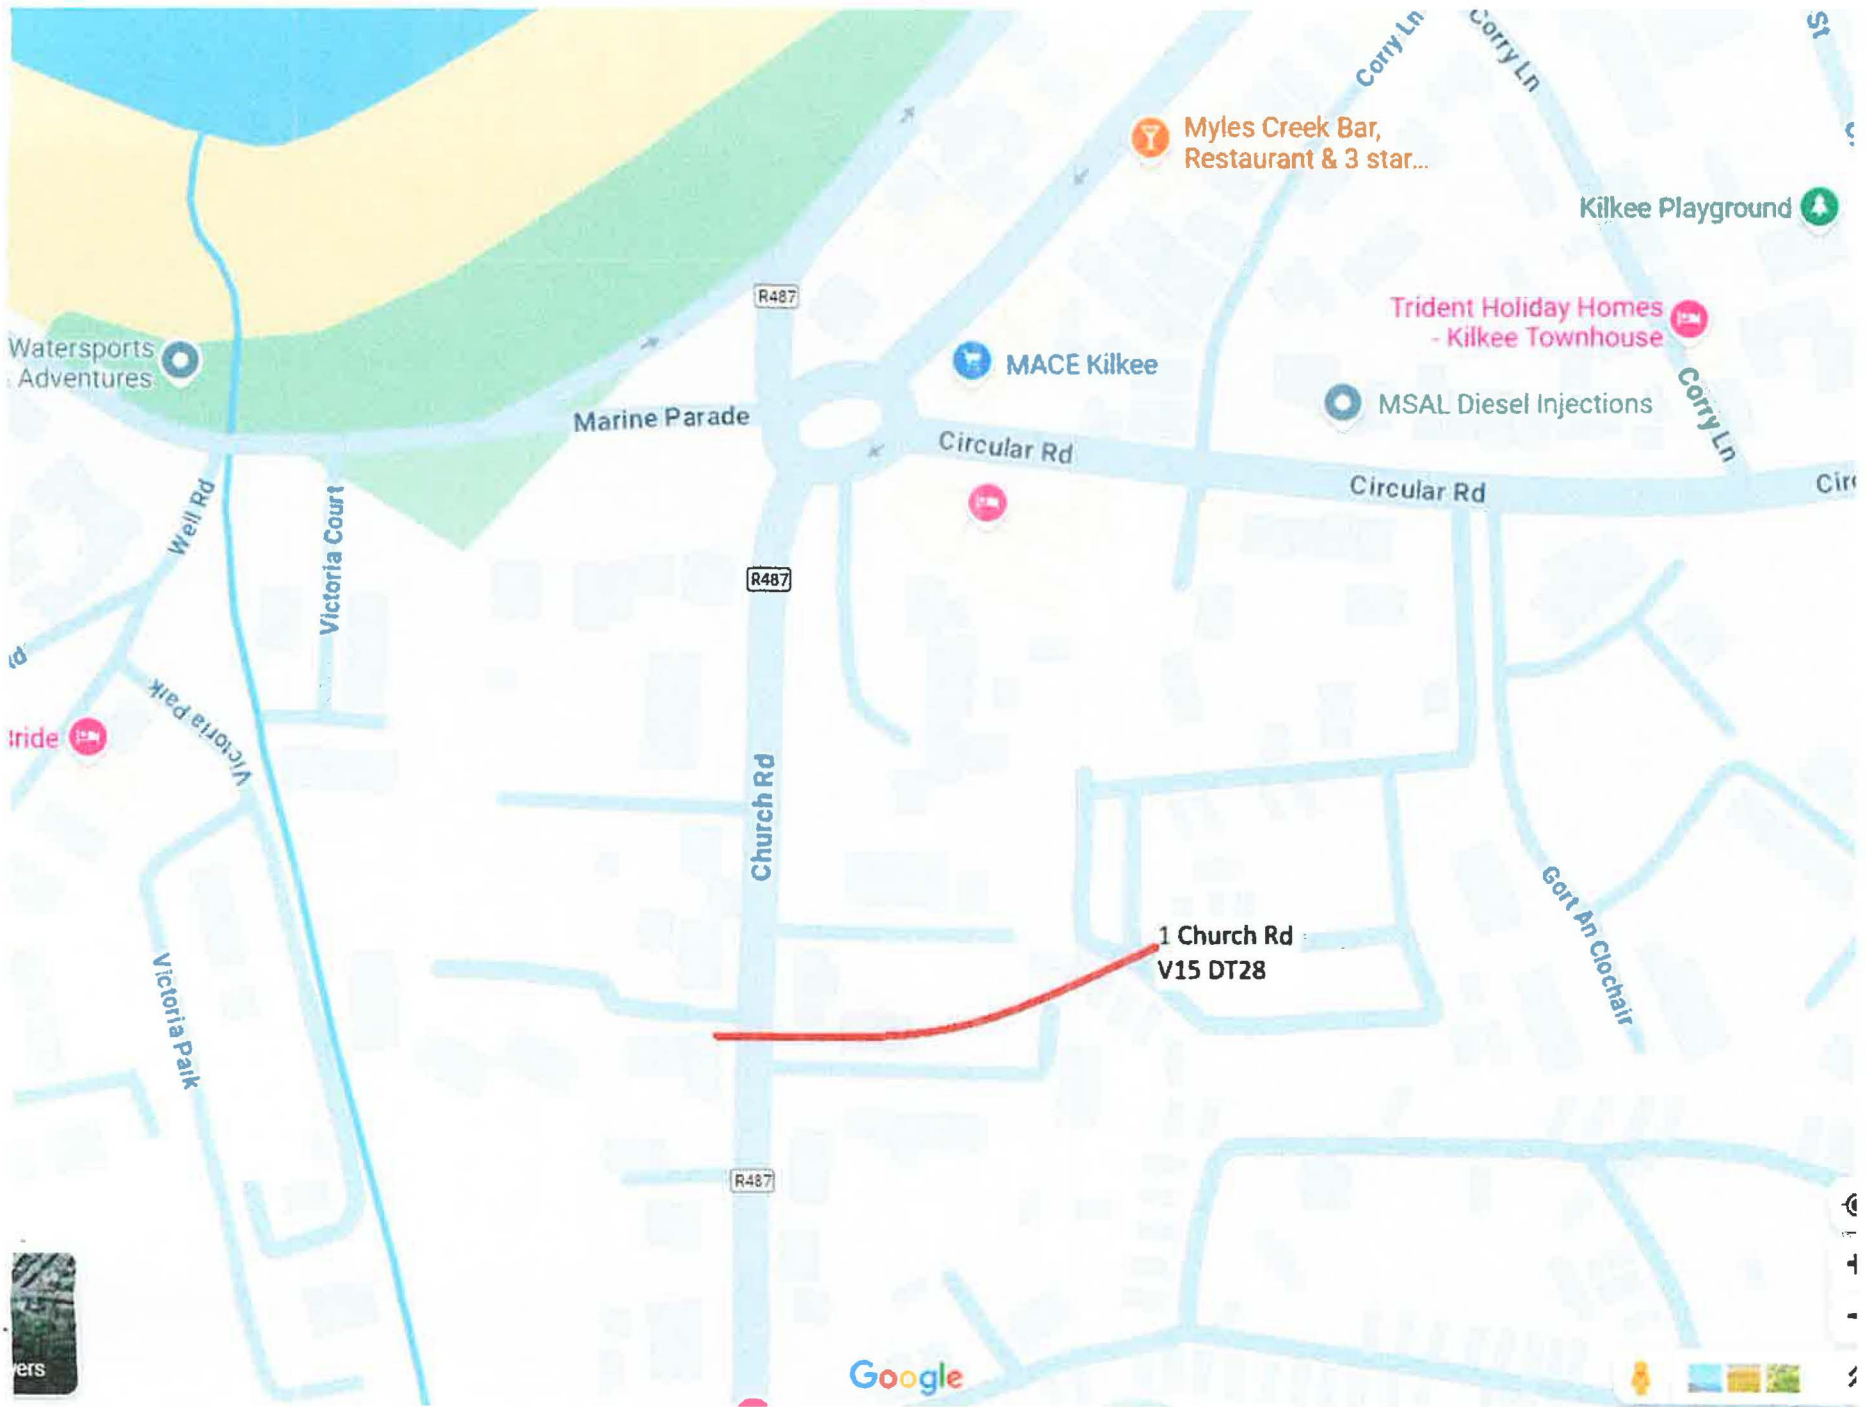 Corry Ln
Corry Ln
St
Myles Creek Bar,
Restaurant & 3 star...
Kilkee Playground
R487
Trident Holiday Homes
- Kilkee Townhouse
Watersports
Adventures
MACE Kilkee
MSAL Diesel Injections
Corry Ln
Marine Parade
Circular Rd
Circular Rd
Well Rd
Victoria Court
R487
Victoria Park
Church Rd
Gort An Clochair
1 Church Rd
V15 DT28
Victoria Park
R487
Google